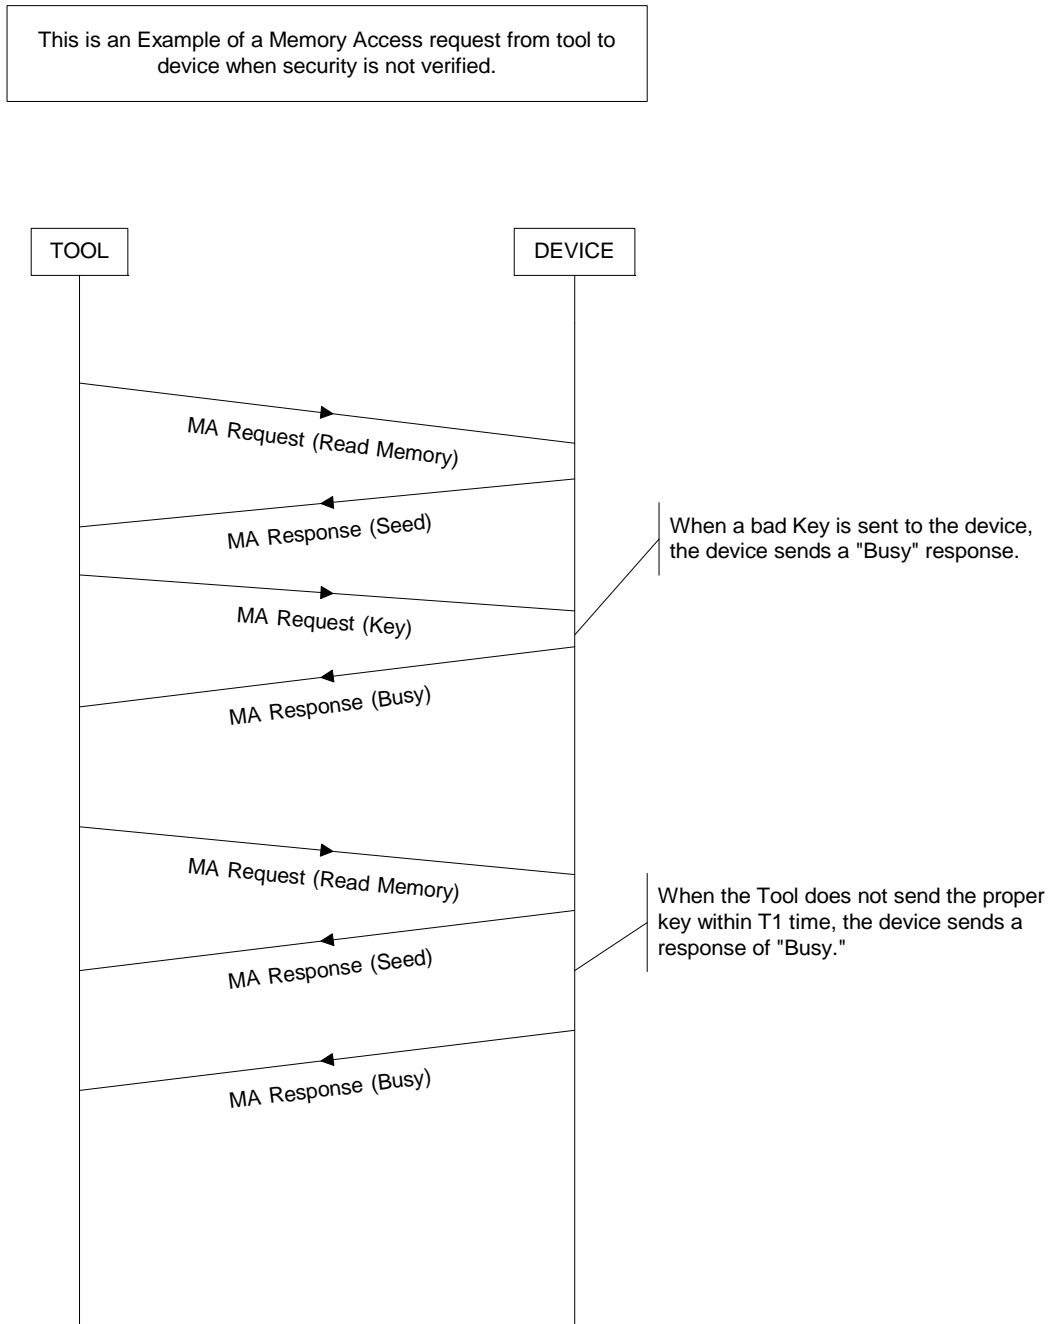 This is an Example of a Memory Access request from tool to
device when security is not verified.
TOOL
DEVICE
MA Request (Read Memory)
MA Response (Seed)
When a bad Key is sent to the device,
the device sends a "Busy" response.
MA Request (Key)
MA Response (Busy)
MA Request (Read Memory)
When the Tool does not send the proper
key within T1 time, the device sends a
response of "Busy."
MA Response (Seed)
MA Response (Busy)